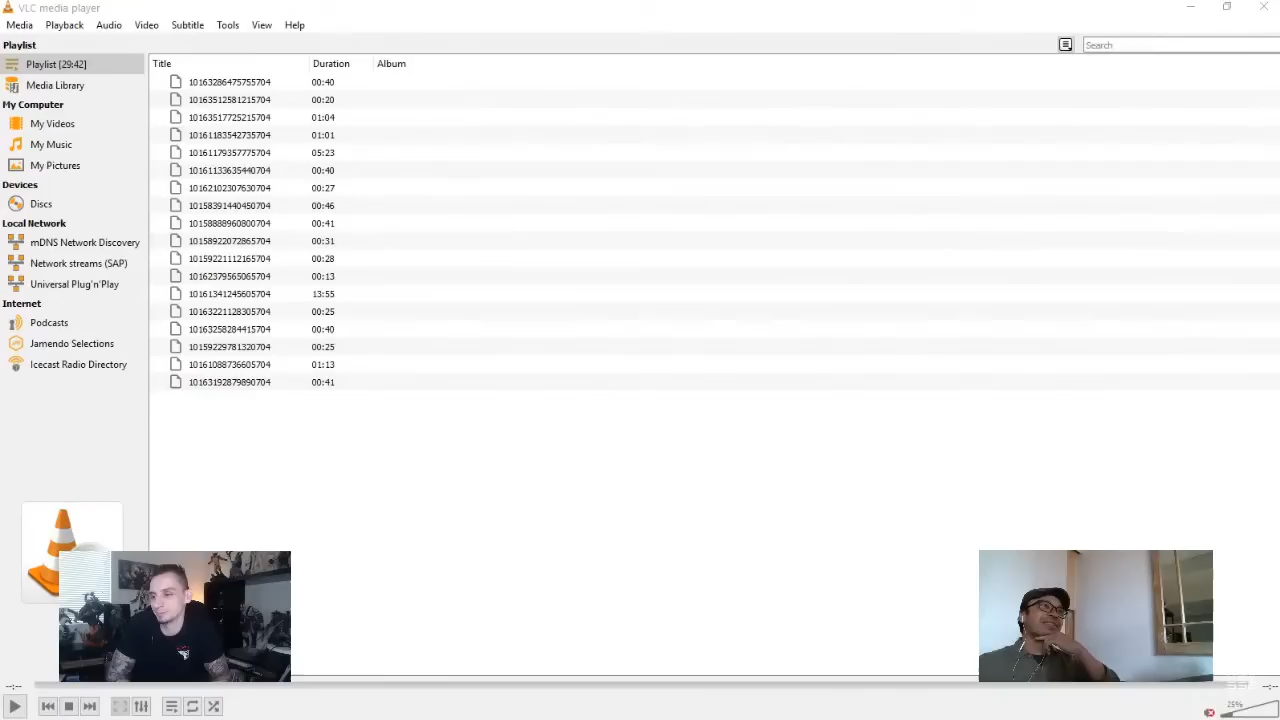 VLC media player
Media Playback Audio Video Subtitle Tools View Help
Playlist
Search
Playlist [29:42]
Media Library
My Computer
My Videos
My Music
My Pictures
Devices
Discs
Local Network
mDNS Network Discovery
Network streams (SAP)
Universal Plug'n'Play
Internet
Podcasts
Jamendo Selections
Icecast Radio Directory
Title Duration Album
10163286475755704 00:40
10163512581215704 00:20
10163517725215704 01:04
10161183542735704 01:01
10161179357775704 05:23
10161133635440704 00:40
10162102307630704 00:27
10158391440450704 00:46
10158888960800704 00:41
10158922072865704 00:31
10159221112165704 00:28
10162379565065704 00:13
10161341245605704 13:55
10163221128305704 00:25
10163258284415704 00:40
10159229781320704 00:25
10161088736605704 01:13
10163192879890704 00:41
--:-- --:--
25%